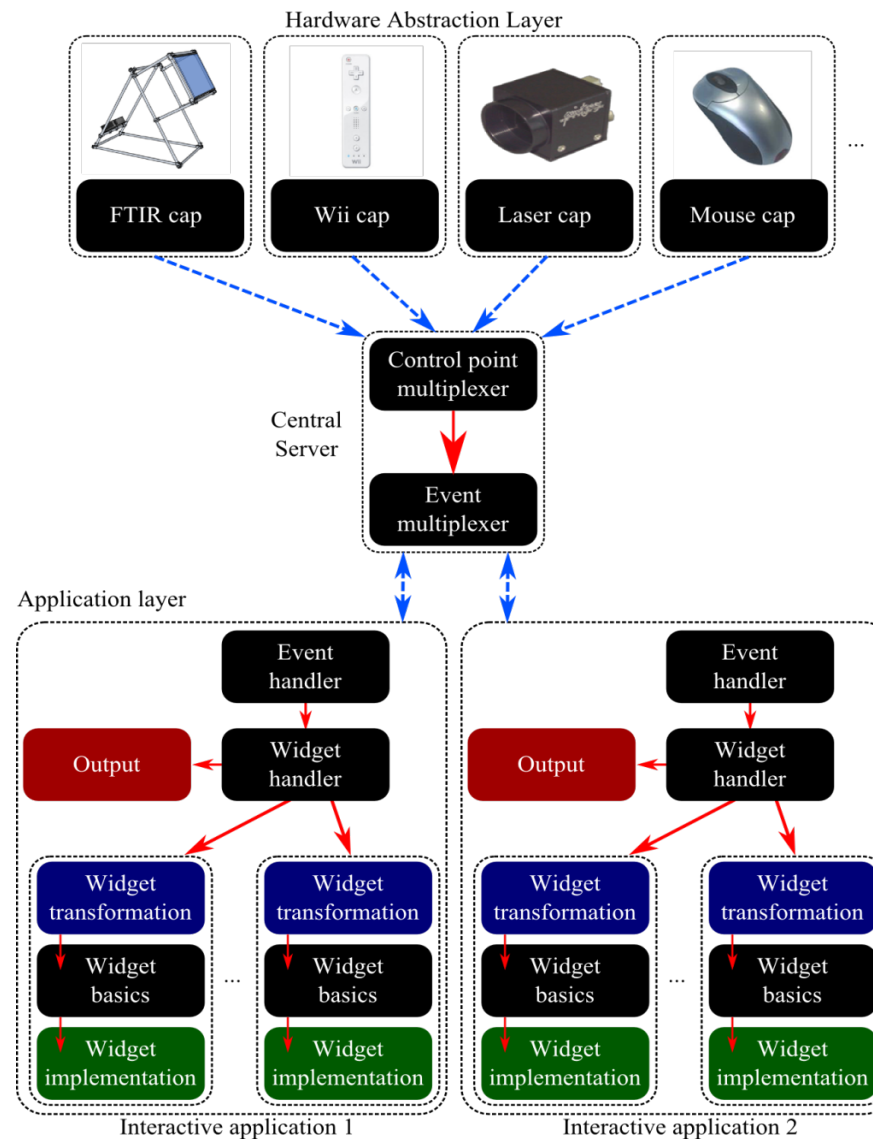 Hardware Abstraction Layer
Wii
FTIR cap
Wii cap
Laser cap
Mouse cap
...
Control point
multiplexer
Central
Server
Event
multiplexer
Application layer
Event
handler
Output
Widget
handler
Widget
transformation
Widget
basics
Widget
implementation
...
Widget
transformation
Widget
basics
Widget
implementation
Interactive application 1
Event
handler
Output
Widget
handler
Widget
transformation
Widget
basics
Widget
implementation
...
Widget
transformation
Widget
basics
Widget
implementation
Interactive application 2